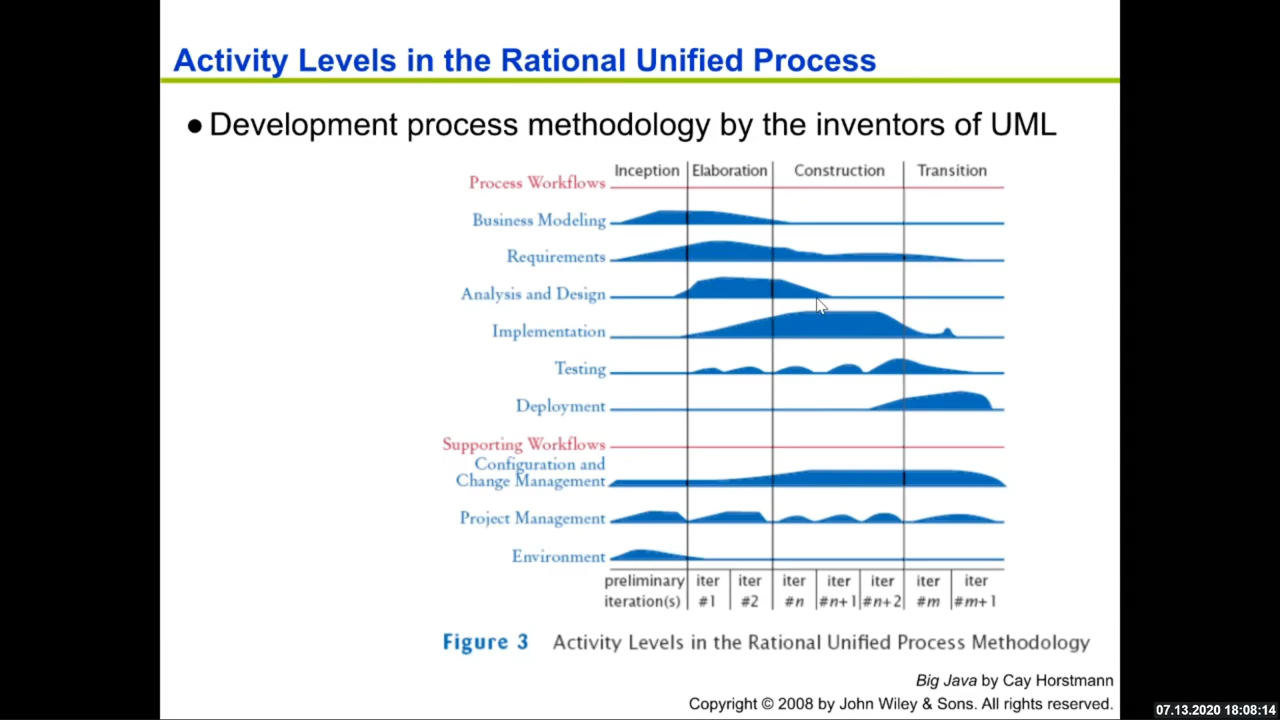 Activity Levels in the Rational Unified Process
● Development process methodology by the inventors of UML
Inception Elaboration Construction Transition
Process Workflows
Business Modeling
Requirements
Analysis and Design
Implementation
Testing
Deployment
Supporting Workflows
Configuration and
Change Management
Project Management
Environment
preliminary iter iter iter iter iter iter iter
iteration(s) #1 #2 #n #n+1 #n+2 #m #m+1
Figure 3 Activity Levels in the Rational Unified Process Methodology
Big Java by Cay Horstmann
Copyright © 2008 by John Wiley & Sons. All rights reserved.
07.13.2020 18:08:14